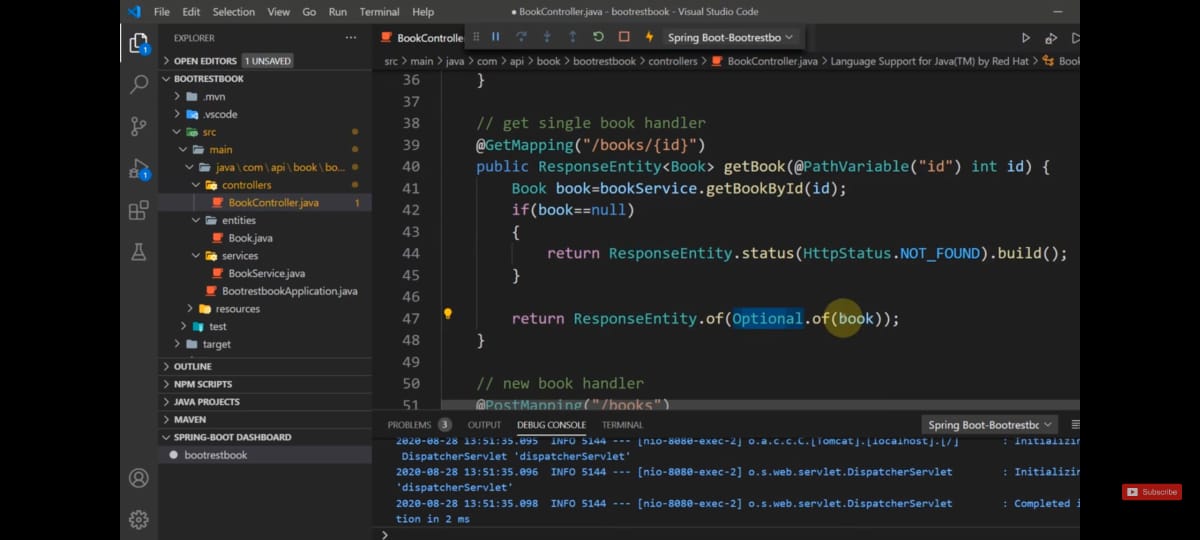 File Edit Selection View Go Run Terminal Help
● BookController.java - bootrestbook - Visual Studio Code
EXPLORER
OPEN EDITORS 1 UNSAVED
BOOTRESTBOOK
.mvn
.vscode
src
main
java\com\api\book\bo...
controllers
BookController.java 1
entities
Book.java
services
BookService.java
BootrestbookApplication.java
resources
test
target
OUTLINE
NPM SCRIPTS
JAVA PROJECTS
MAVEN
SPRING-BOOT DASHBOARD
bootrestbook
1
1
BookControlle
Spring Boot-Bootrestbo
src > main > java > com > api > book > bootrestbook > controllers > BookController.java > Language Support for Java(TM) by Red Hat > Book
36 }
37
38 // get single book handler
39 @GetMapping("/books/{id}")
40 public ResponseEntity<Book> getBook(@PathVariable("id") int id) {
41 Book book=bookService.getBookById(id);
42 if(book==null)
43 {
44 return ResponseEntity.status(HttpStatus.NOT_FOUND).build();
45 }
46
47 return ResponseEntity.of(Optional.of(book));
48 }
49
50 // new book handler
51 @PostMapping("/books")
PROBLEMS 3 OUTPUT DEBUG CONSOLE TERMINAL
Spring Boot-Bootrestbc
2020-08-28 13:51:35.095 INFO 5144 --- [nio-8080-exec-2] o.a.c.c.C.[Tomcat].[localhost].[/] : Initializin
DispatcherServlet 'dispatcherServlet'
2020-08-28 13:51:35.096 INFO 5144 --- [nio-8080-exec-2] o.s.web.servlet.DispatcherServlet : Initializin
'dispatcherServlet'
2020-08-28 13:51:35.098 INFO 5144 --- [nio-8080-exec-2] o.s.web.servlet.DispatcherServlet : Completed i
tion in 2 ms
>
Subscribe